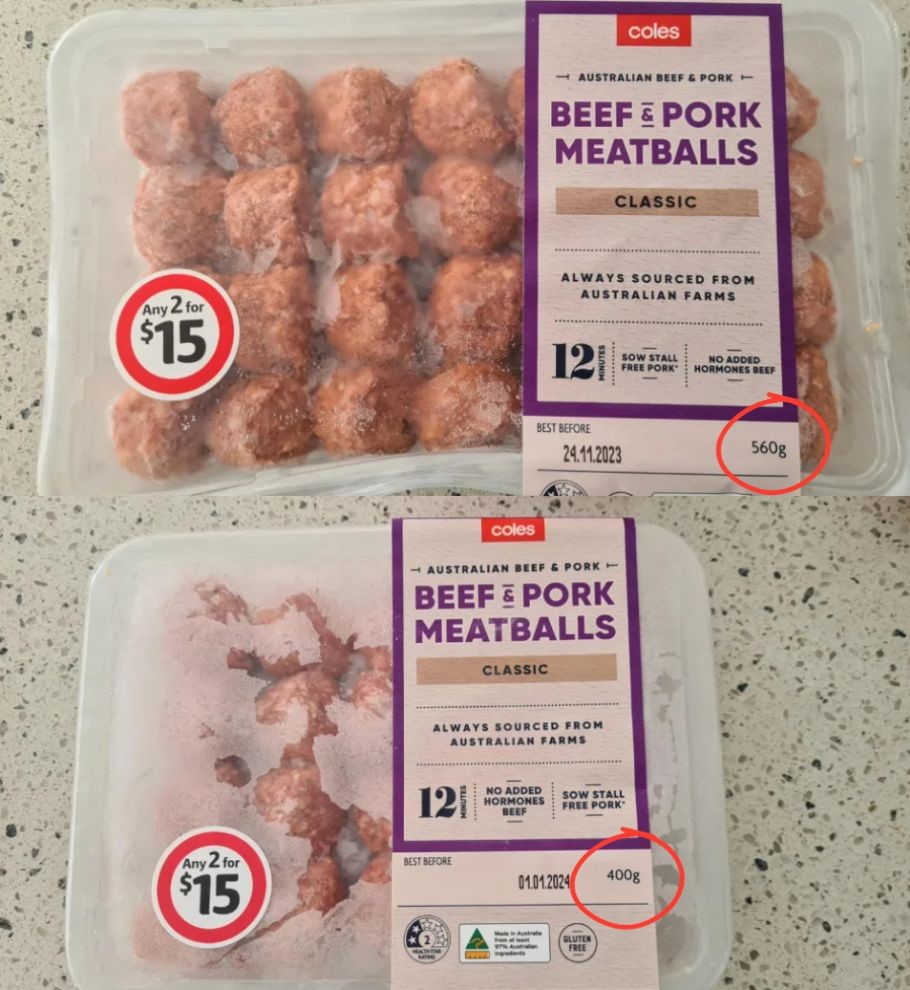 coles
AUSTRALIAN BEEF & PORK
BEEF & PORK
MEATBALLS
CLASSIC
ALWAYS SOURCED FROM
AUSTRALIAN FARMS
12 MINUTES
SOW STALL
FREE PORK*
NO ADDED
HORMONES BEEF
Any 2 for
$15
BEST BEFORE
24.11.2023
560g
coles
AUSTRALIAN BEEF & PORK
BEEF & PORK
MEATBALLS
CLASSIC
ALWAYS SOURCED FROM
AUSTRALIAN FARMS
12 MINUTES
NO ADDED
HORMONES
BEEF
SOW STALL
FREE PORK*
Any 2 for
$15
BEST BEFORE
01.01.2024
400g
2
HEALTH STAR
RATING
Made in Australia
from at least
97% Australian
ingredients
GLUTEN
FREE